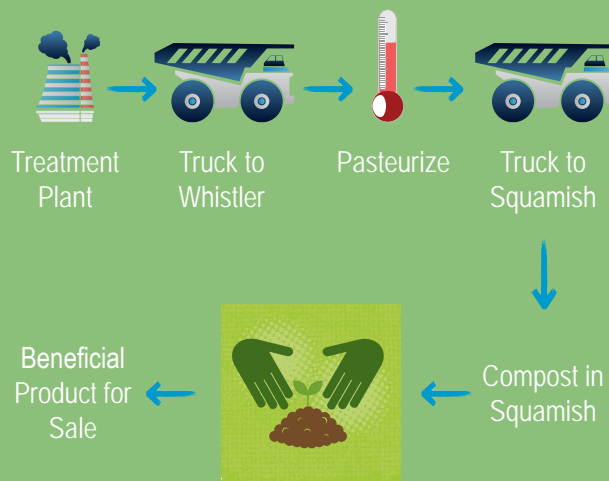 Treatment
Plant
Truck to
Whistler
Pasteurize
Truck to
Squamish
Compost in
Squamish
Beneficial
Product for
Sale